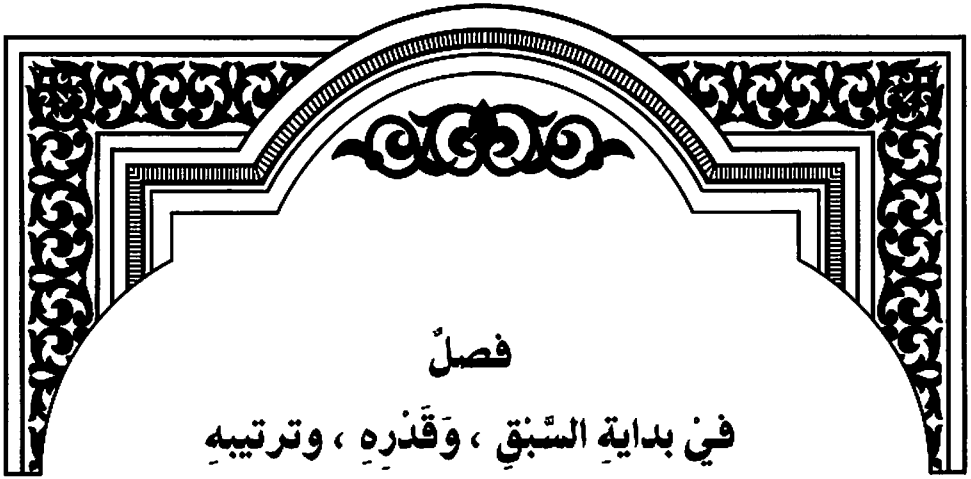 فصلٌ
فيْ بدايةِ السَّبْقِ ، وَقَدْرِهِ ، وترتيبهِ